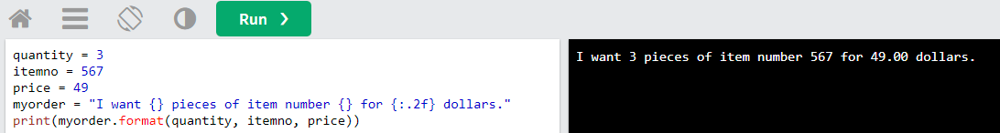 Run ❯
quantity = 3
itemno = 567
price = 49
myorder = "I want {} pieces of item number {} for {:.2f} dollars."
print(myorder.format(quantity, itemno, price))
I want 3 pieces of item number 567 for 49.00 dollars.